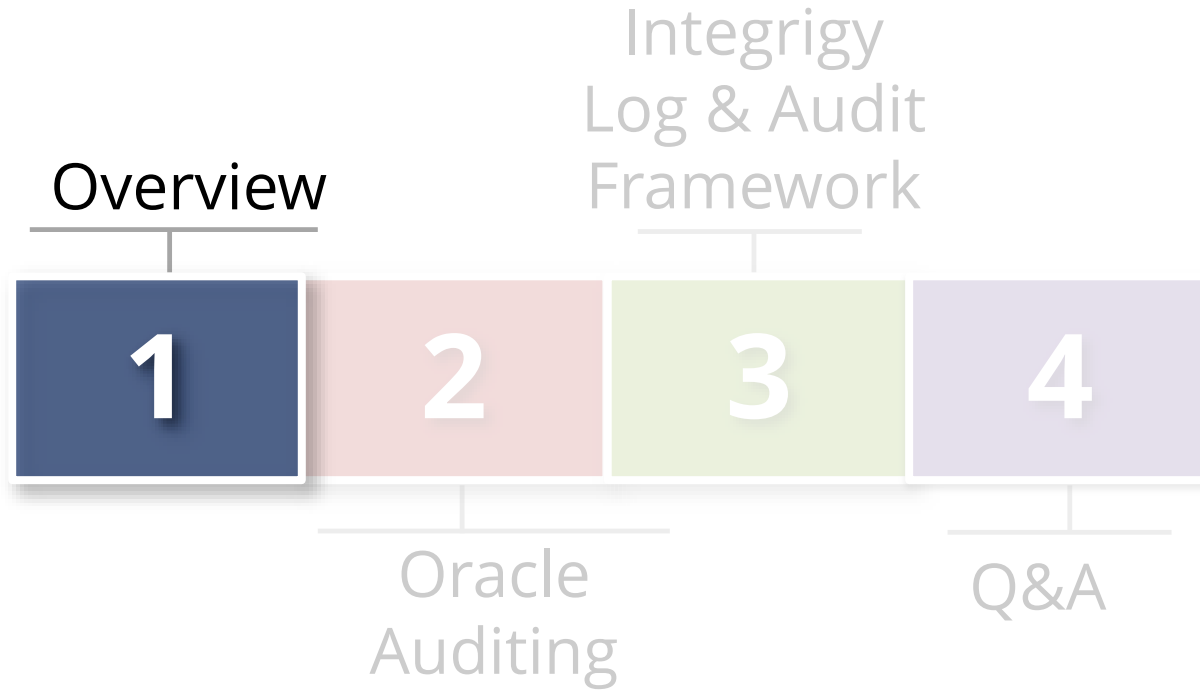 Integrigy
Log & Audit
Framework
Overview
1
2
3
4
Oracle
Auditing
Q&A